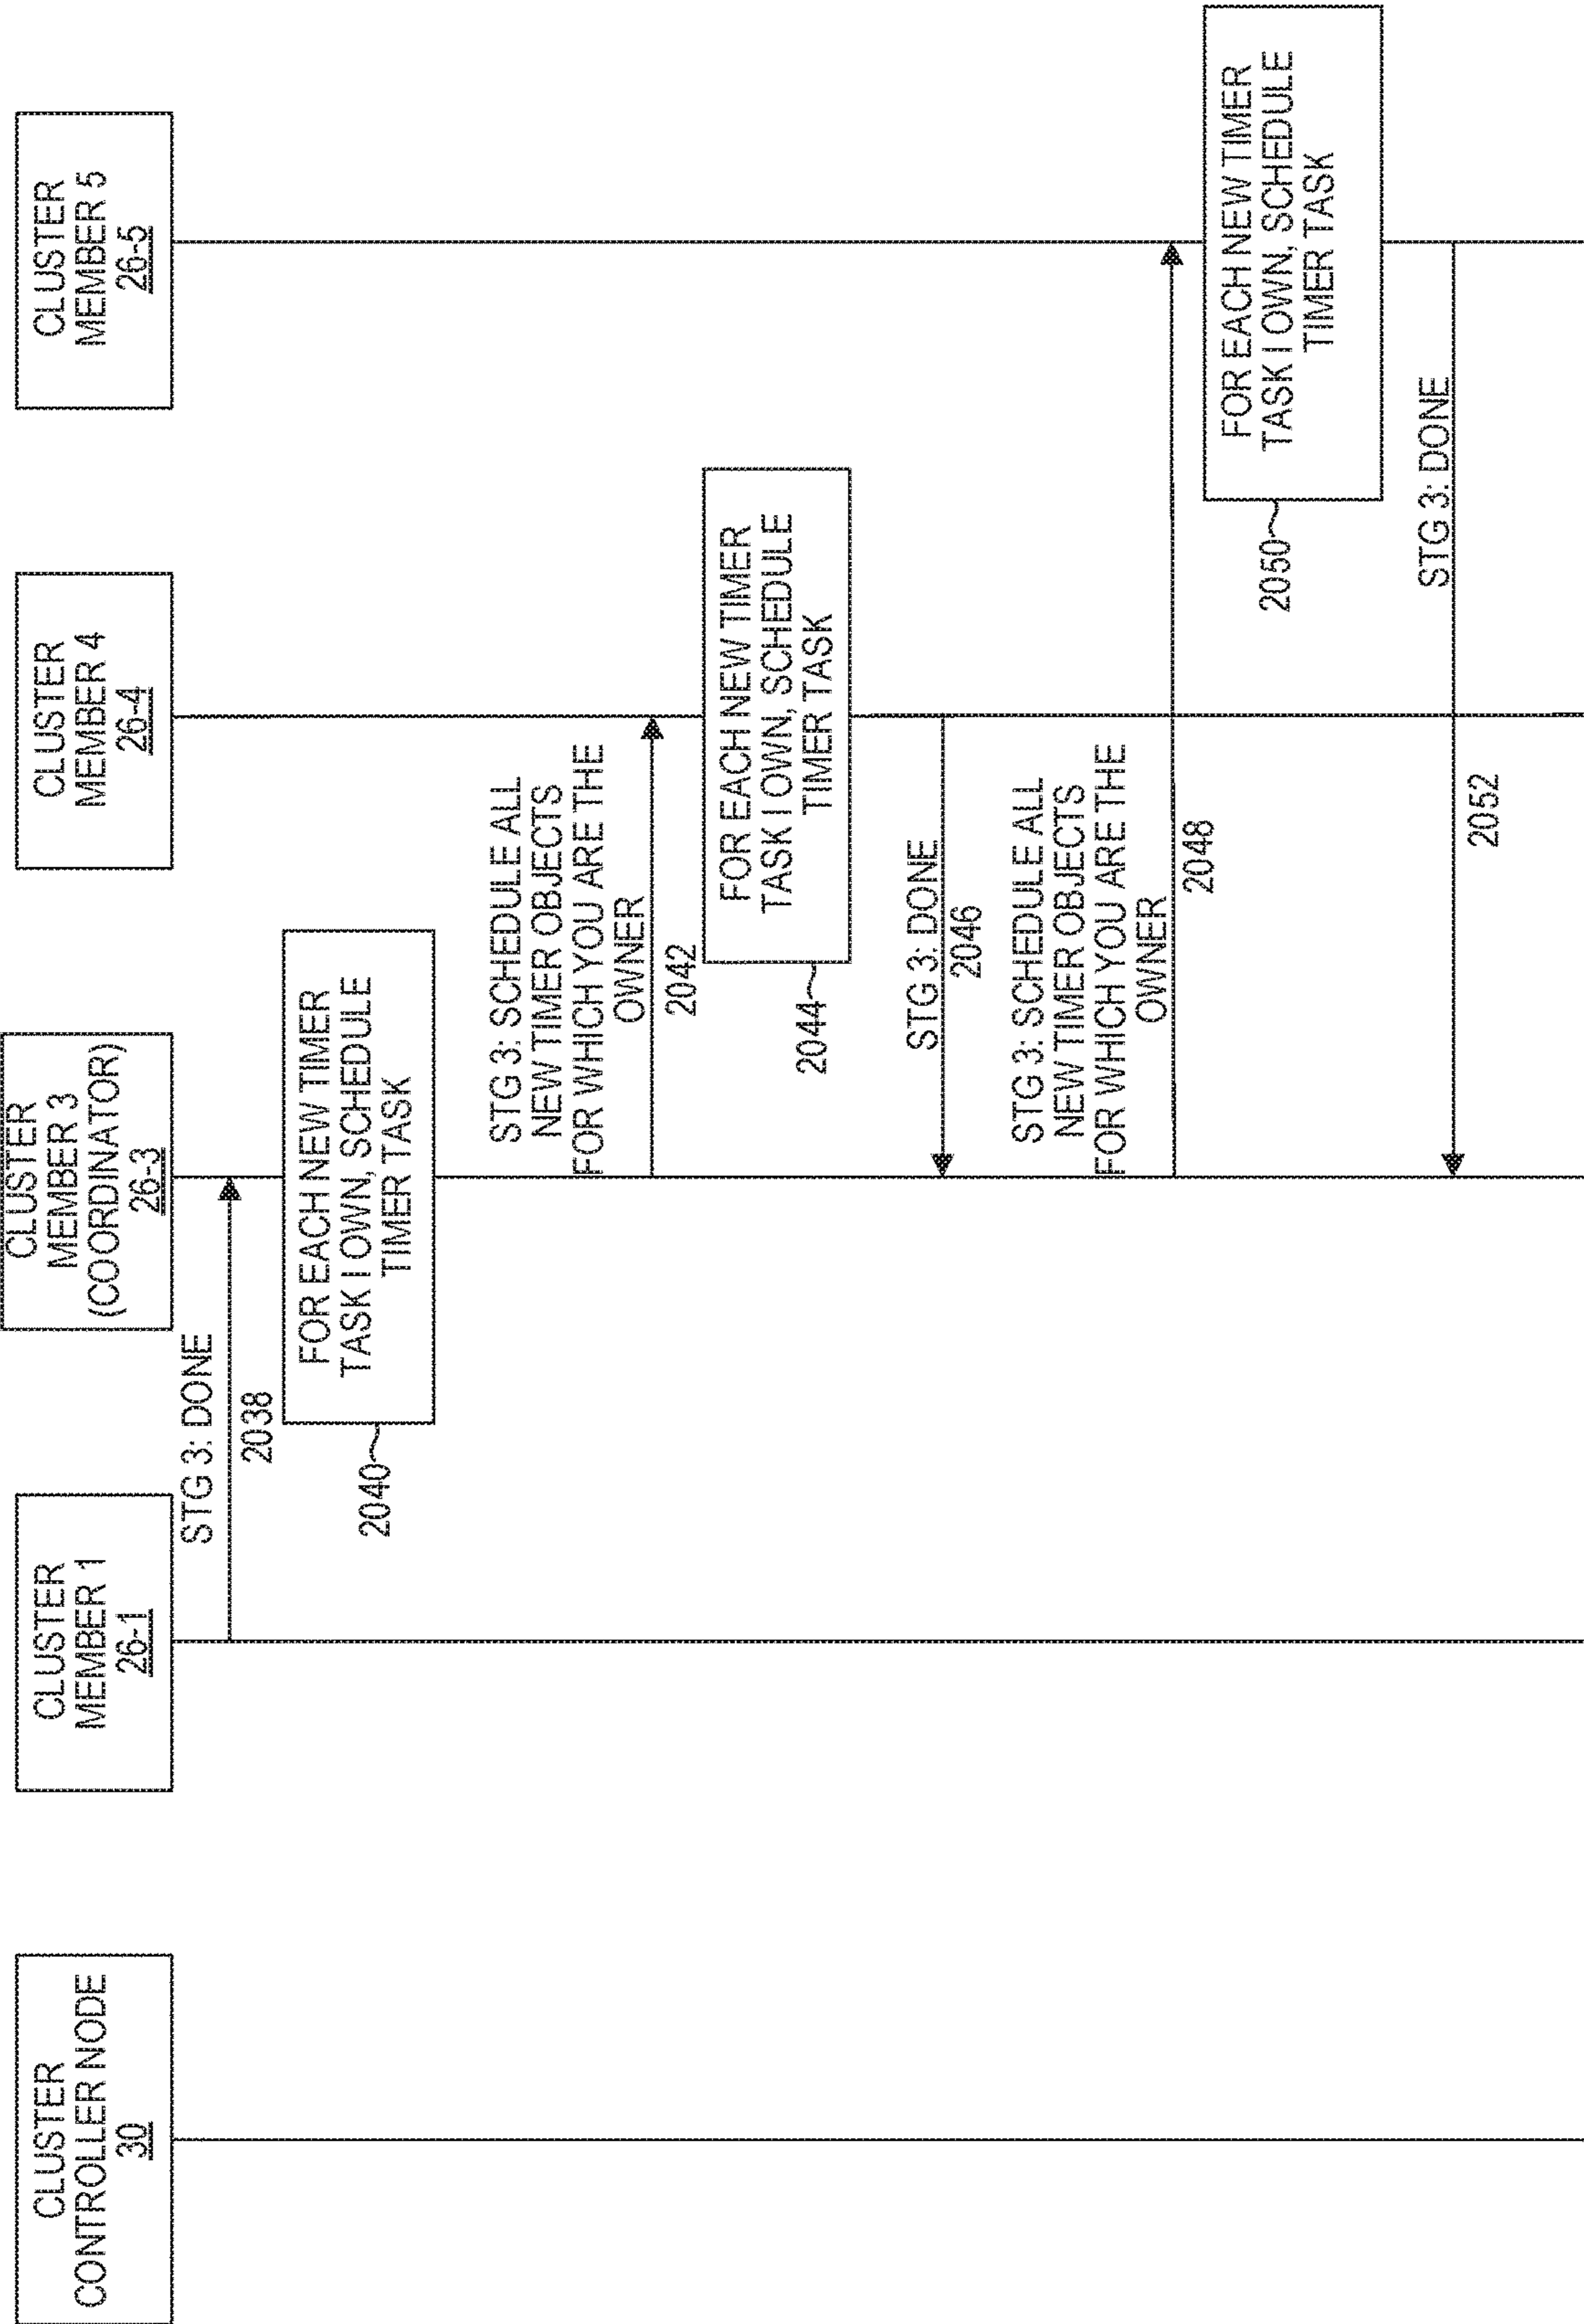 CLUSTER
CONTROLLER NODE
30
CLUSTER
MEMBER 1
26-1
CLUSTER
MEMBER 3
(COORDINATOR)
26-3
CLUSTER
MEMBER 4
26-4
CLUSTER
MEMBER 5
26-5
STG 3: DONE
2038
FOR EACH NEW TIMER
TASK I OWN, SCHEDULE
TIMER TASK
2040
STG 3: SCHEDULE ALL
NEW TIMER OBJECTS
FOR WHICH YOU ARE THE
OWNER
2042
FOR EACH NEW TIMER
TASK I OWN, SCHEDULE
TIMER TASK
2044
STG 3: DONE
2046
STG 3: SCHEDULE ALL
NEW TIMER OBJECTS
FOR WHICH YOU ARE THE
OWNER
2048
FOR EACH NEW TIMER
TASK I OWN, SCHEDULE
TIMER TASK
2050
STG 3: DONE
2052